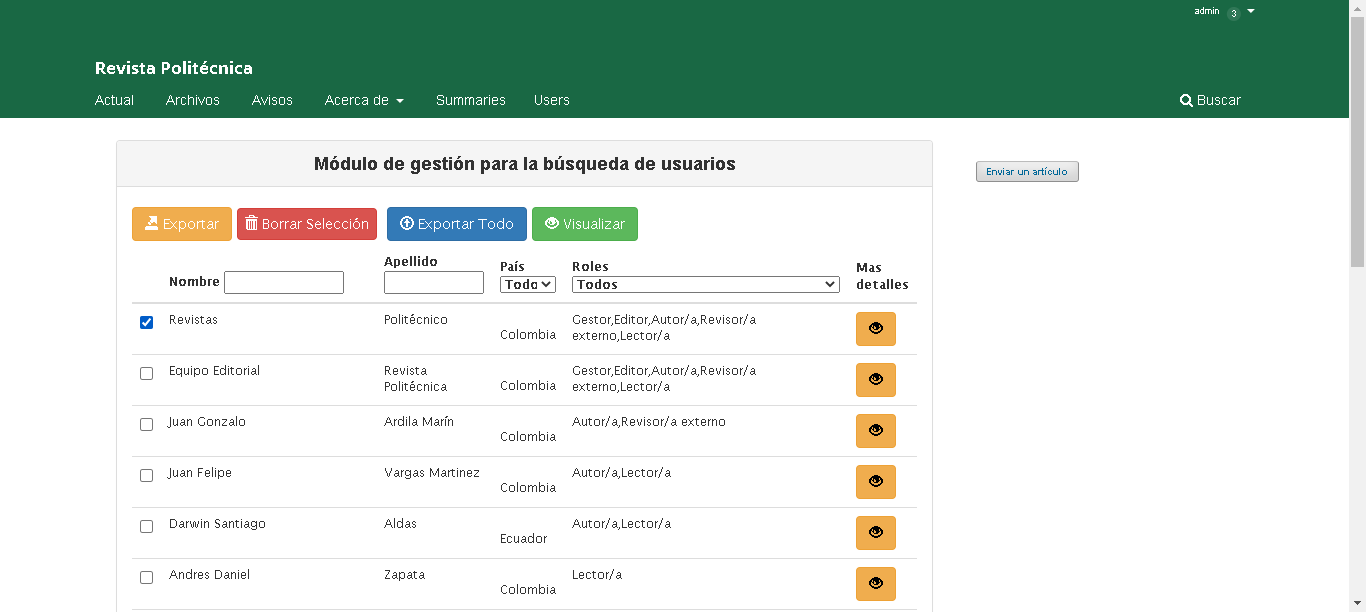 admin 3
Revista Politécnica
Actual Archivos Avisos Acerca de Summaries Users Buscar
Módulo de gestión para la búsqueda de usuarios
Enviar un artículo
Exportar Borrar Selección Exportar Todo Visualizar
Nombre Apellido País Roles Mas detalles
Todo Todos
Revistas Politécnico Colombia Gestor,Editor,Autor/a,Revisor/a
externo,Lector/a
Equipo Editorial Revista Politécnica Colombia Gestor,Editor,Autor/a,Revisor/a
externo,Lector/a
Juan Gonzalo Ardila Marín Colombia Autor/a,Revisor/a externo
Juan Felipe Vargas Martinez Colombia Autor/a,Lector/a
Darwin Santiago Aldas Ecuador Autor/a,Lector/a
Andres Daniel Zapata Colombia Lector/a